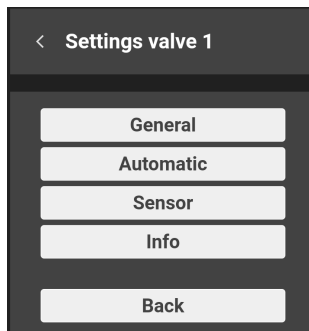 Settings valve 1
General
Automatic
Sensor
Info
Back